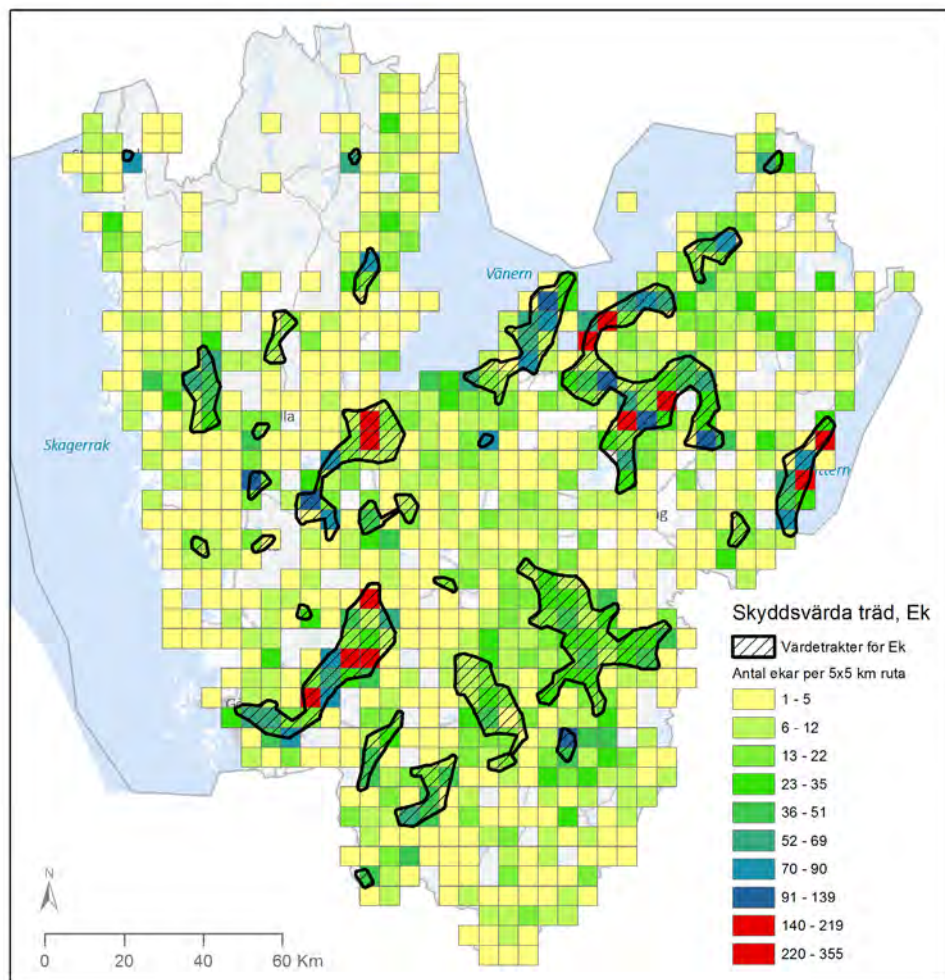 Vänern
Skagerrak
Skyddsvärda träd, Ek
Värdetrakter för Ek
Antal ekar per 5x5 km ruta
1 - 5
6 - 12
13 - 22
23 - 35
36 - 51
52 - 69
70 - 90
91 - 139
140 - 219
220 - 355
N
0 20 40 60 Km